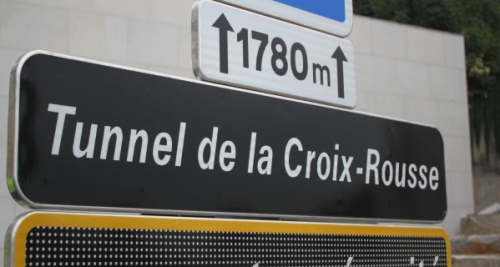 1780m
Tunnel de la Croix-Rousse